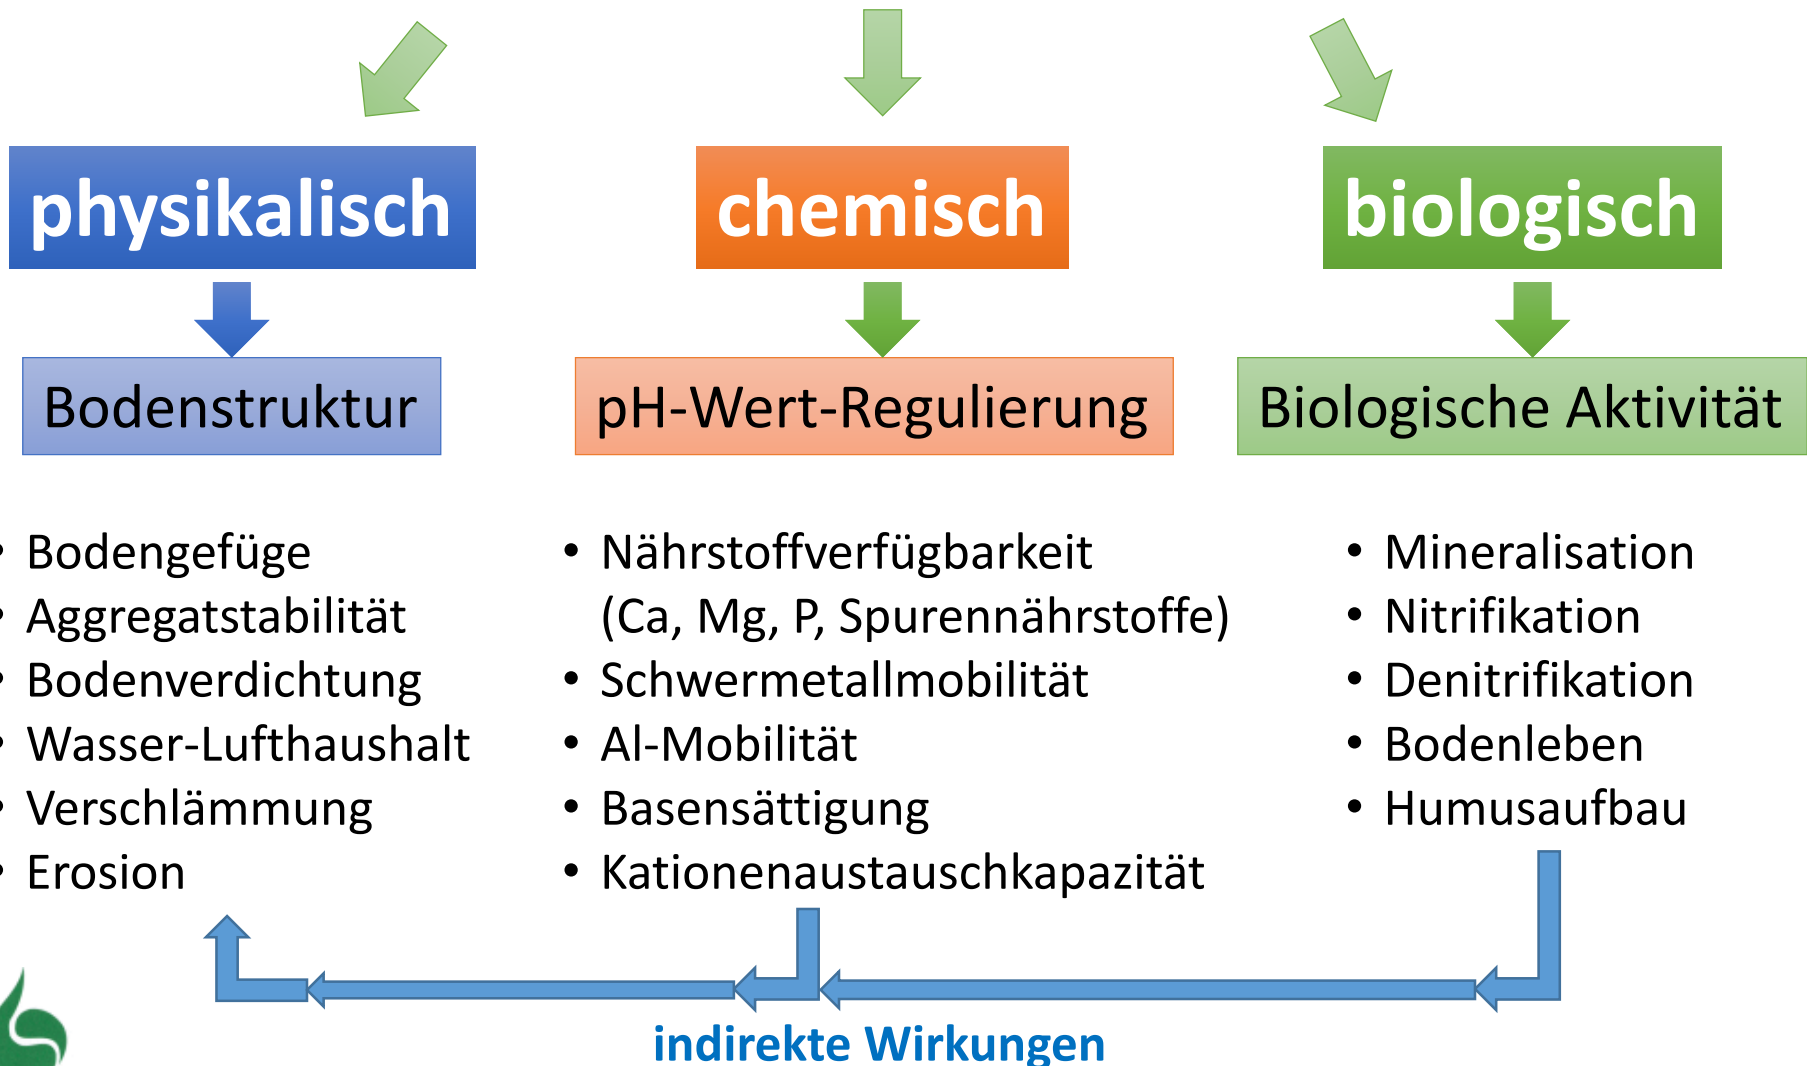 physikalisch
chemisch
biologisch
Bodenstruktur
pH-Wert-Regulierung
Biologische Aktivität
• Bodengefüge
• Aggregatstabilität
• Bodenverdichtung
• Wasser-Lufthaushalt
• Verschlämmung
• Erosion
• Nährstoffverfügbarkeit
(Ca, Mg, P, Spurennährstoffe)
• Schwermetallmobilität
• Al-Mobilität
• Basensättigung
• Kationenaustauschkapazität
• Mineralisation
• Nitrifikation
• Denitrifikation
• Bodenleben
• Humusaufbau
indirekte Wirkungen